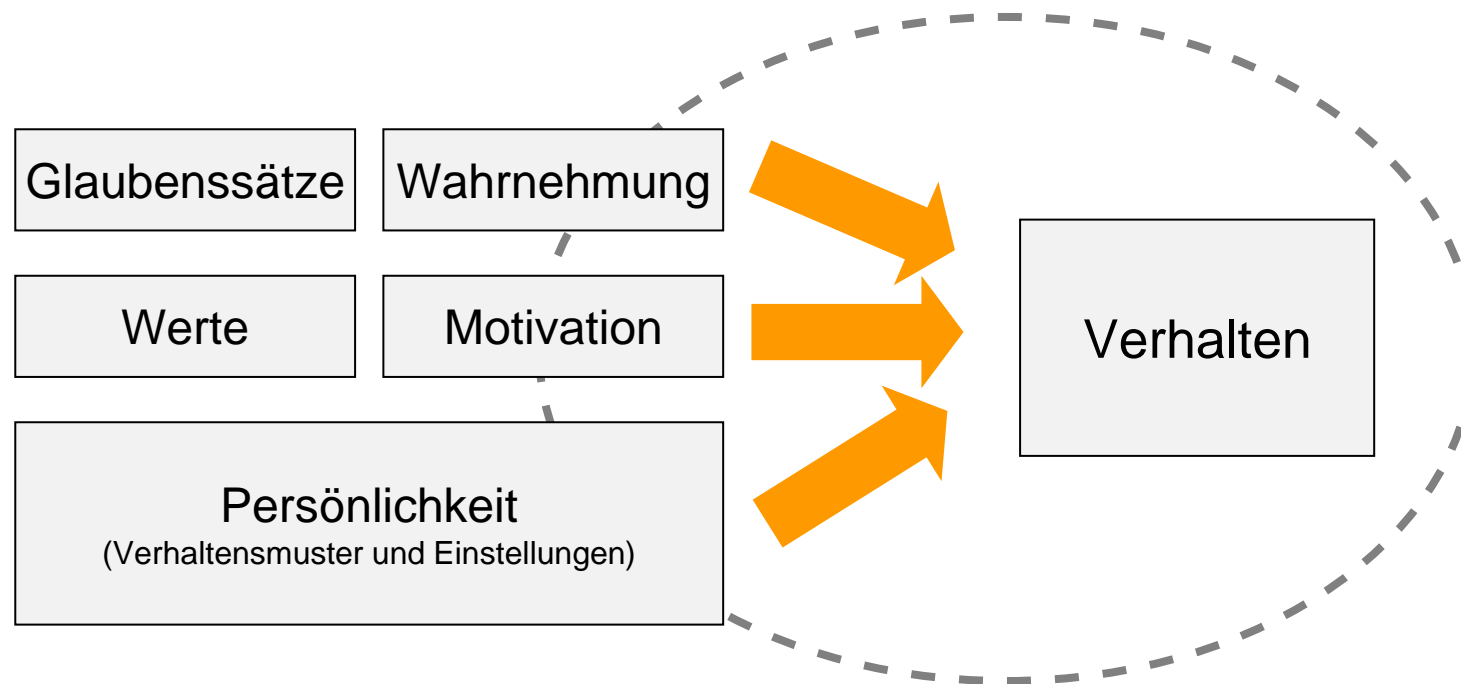 Glaubenssätze
Wahrnehmung
Werte
Motivation
Verhalten
Persönlichkeit
(Verhaltensmuster und Einstellungen)